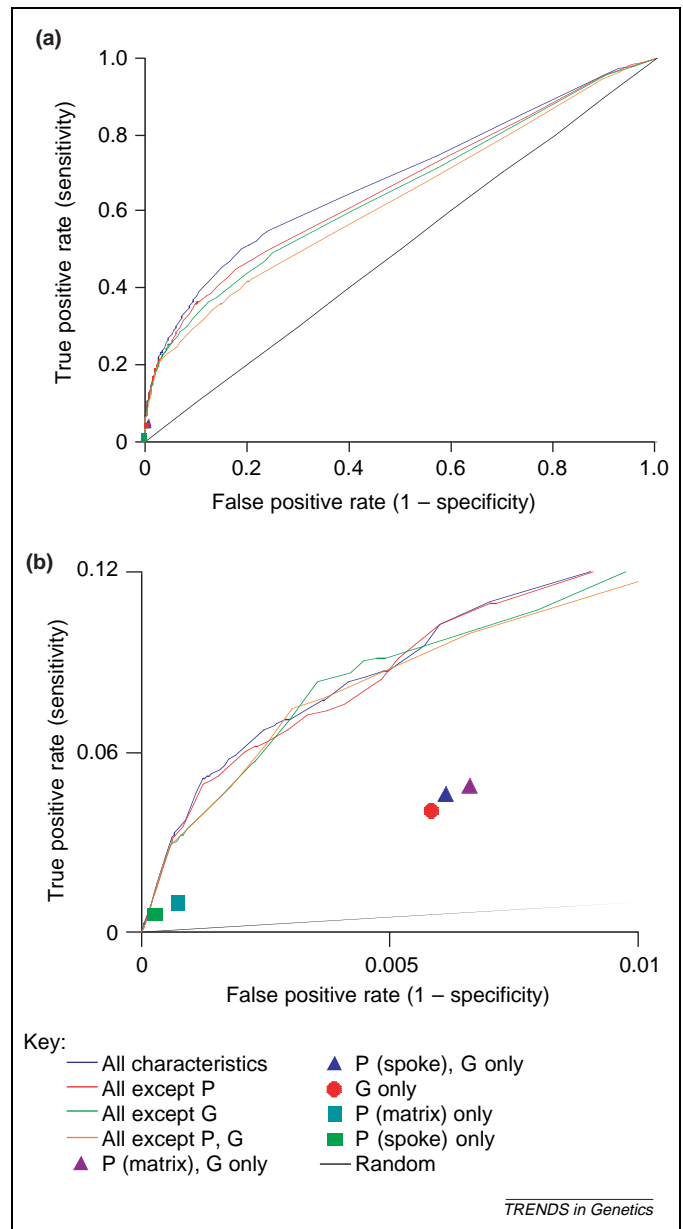 (a)
1.0
0.8
0.6
0.4
0.2
0
True positive rate (sensitivity)
0 0.2 0.4 0.6 0.8 1.0
False positive rate (1 – specificity)
(b)
0.12
0.06
0
True positive rate (sensitivity)
0 0.005 0.01
False positive rate (1 – specificity)
Key:
All characteristics
All except P
All except G
All except P, G
P (matrix), G only
P (spoke), G only
G only
P (matrix) only
P (spoke) only
Random
TRENDS in Genetics